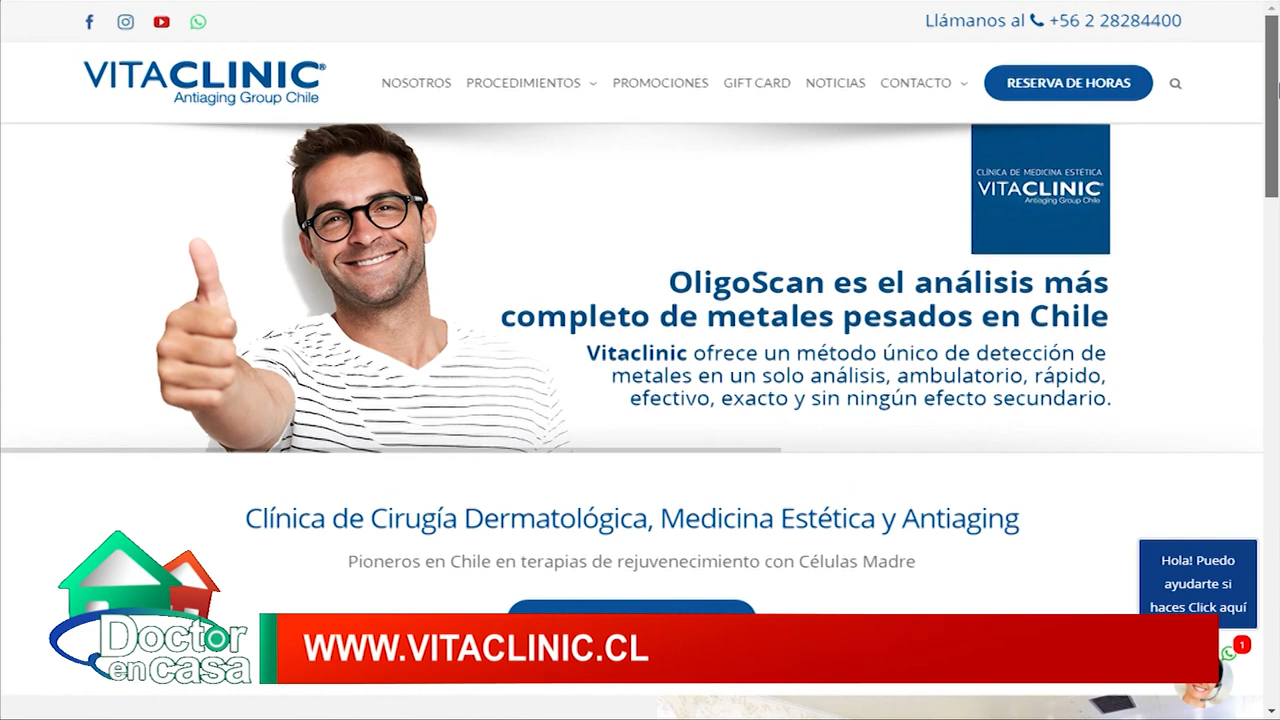 Llámanos al +56 2 28284400
VITACLINIC®
Antiaging Group Chile
NOSOTROS PROCEDIMIENTOS PROMOCIONES GIFT CARD NOTICIAS CONTACTO RESERVA DE HORAS
CLÍNICA DE MEDICINA ESTÉTICA
VITACLINIC®
Antiaging Group Chile
OligoScan es el análisis más
completo de metales pesados en Chile
Vitaclinic ofrece un método único de detección de
metales en un solo análisis, ambulatorio, rápido,
efectivo, exacto y sin ningún efecto secundario.
Clínica de Cirugía Dermatológica, Medicina Estética y Antiaging
Pioneros en Chile en terapias de rejuvenecimiento con Células Madre
Hola! Puedo
ayudarte si
haces Click aquí
1
Doctor
en casa
WWW.VITACLINIC.CL